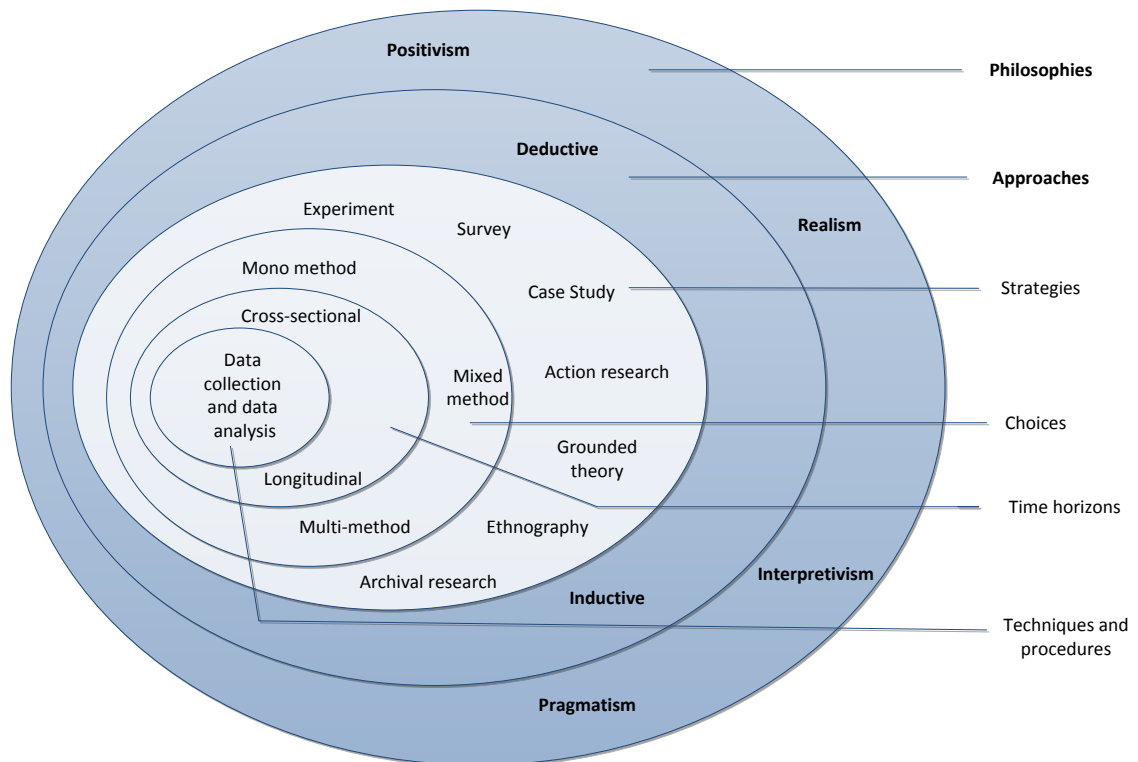 Positivism
Philosophies
Deductive
Approaches
Experiment
Survey
Realism
Mono method
Case Study
Strategies
Cross-sectional
Data
collection
and data
analysis
Mixed
method
Action research
Choices
Grounded
theory
Longitudinal
Time horizons
Multi-method
Ethnography
Archival research
Interpretivism
Inductive
Techniques and
procedures
Pragmatism